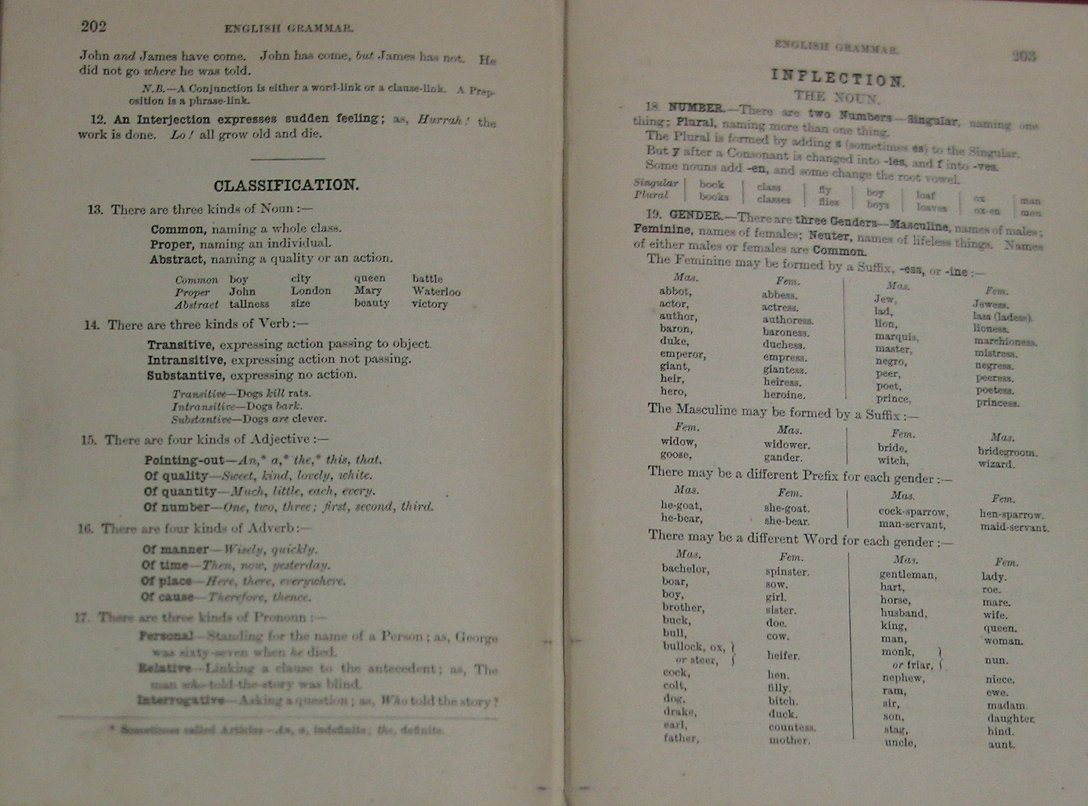 202
ENGLISH GRAMMAR.
John and James have come. John has come, but James has not. He
did not go where he was told.
N.B.—A Conjunction is either a word-link or a clause-link. A Prep-
osition is a phrase-link.
12. An Interjection expresses sudden feeling; as, Hurrah! the
work is done. Lo! all grow old and die.
CLASSIFICATION.
13. There are three kinds of Noun:—
Common, naming a whole class.
Proper, naming an individual.
Abstract, naming a quality or an action.
Common boy city queen battle
Proper John London Mary Waterloo
Abstract tallness size beauty victory
14. There are three kinds of Verb:—
Transitive, expressing action passing to object.
Intransitive, expressing action not passing.
Substantive, expressing no action.
Transitive—Dogs kill rats.
Intransitive—Dogs bark.
Substantive—Dogs are clever.
15. There are four kinds of Adjective:—
Pointing-out—An,* a,* the,* this, that.
Of quality—Sweet, kind, lovely, white.
Of quantity—Much, little, each, every.
Of number—One, two, three; first, second, third.
16. There are four kinds of Adverb:—
Of manner—Wisely, quickly.
Of time—Then, now, yesterday.
Of place—Here, there, everywhere.
Of cause—Therefore, thence.
17. There are three kinds of Pronoun:—
Personal—Standing for the name of a Person; as, George
was sixty-seven when he died.
Relative—Linking a clause to the antecedent; as, The
man who told the story was blind.
Interrogative—Asking a question; as, Who told the story?
* Sometimes called Articles—An, a, indefinite; the, definite.
ENGLISH GRAMMAR.
203
INFLECTION.
THE NOUN.
18. NUMBER.—There are two Numbers—Singular, naming one
thing; Plural, naming more than one thing.
The Plural is formed by adding s (sometimes es) to the Singular.
But y after a Consonant is changed into -ies, and f into -ves.
Some nouns add -en, and some change the root vowel.
Singular book class fly boy loaf ox man
Plural books classes flies boys loaves ox-en men
19. GENDER.—There are three Genders—Masculine, names of males;
Feminine, names of females; Neuter, names of lifeless things. Names
of either males or females are Common.
The Feminine may be formed by a Suffix, -ess, or -ine:—
Mas. Fem. Mas. Fem.
abbot, abbess. Jew, Jewess.
actor, actress. lad, lass (ladess).
author, authoress. lion, lioness.
baron, baroness. marquis, marchioness.
duke, duchess. master, mistress.
emperor, empress. negro, negress.
giant, giantess. peer, peeress.
heir, heiress. poet, poetess.
hero, heroine. prince, princess.
The Masculine may be formed by a Suffix:—
Fem. Mas. Fem. Mas.
widow, widower. bride, bridegroom.
goose, gander. witch, wizard.
There may be a different Prefix for each gender:—
Mas. Fem. Mas. Fem.
he-goat, she-goat. cock-sparrow, hen-sparrow.
he-bear, she-bear. man-servant, maid-servant.
There may be a different Word for each gender:—
Mas. Fem. Mas. Fem.
bachelor, spinster. gentleman, lady.
boar, sow. hart, roe.
boy, girl. horse, mare.
brother, sister. husband, wife.
buck, doe. king, queen.
bull, cow. man, woman.
bullock, ox, } heifer. monk, } nun.
or steer, } or friar, }
cock, hen. nephew, niece.
colt, filly. ram, ewe.
dog, bitch. sir, madam.
drake, duck. son, daughter.
earl, countess. stag, hind.
father, mother. uncle, aunt.